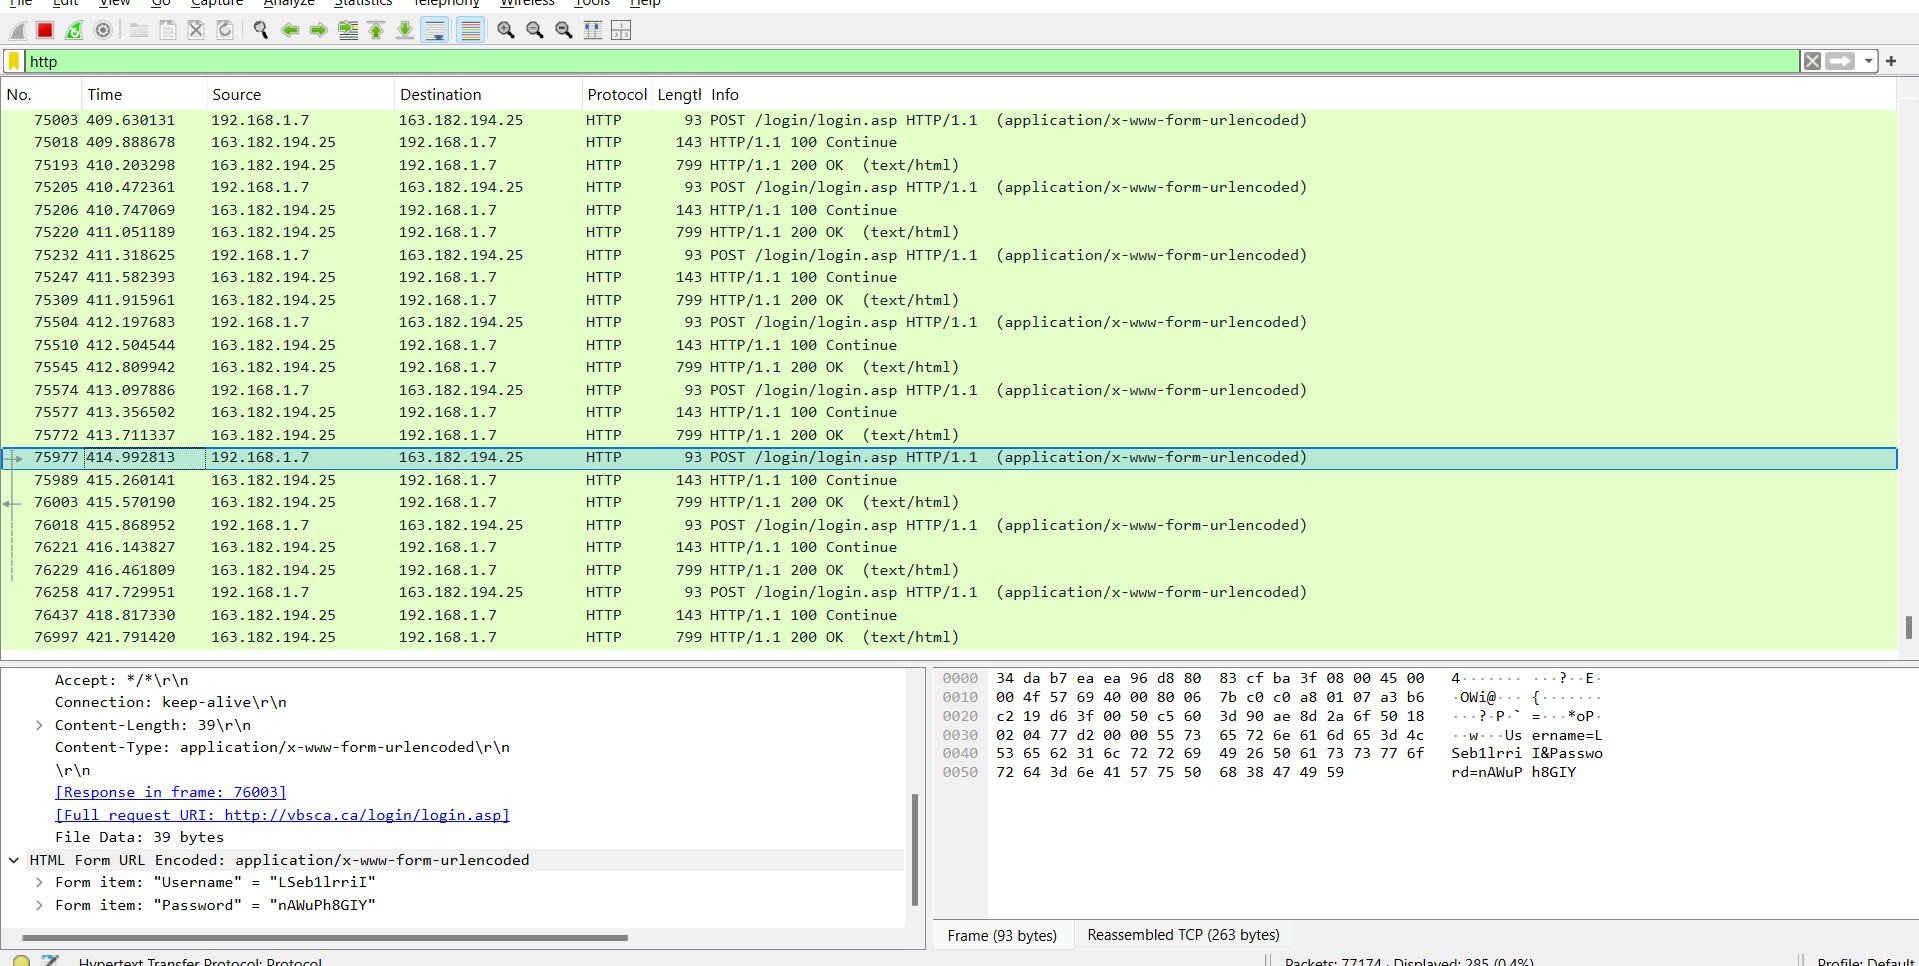 File Edit View Go Capture Analyze Statistics Telephony Wireless Tools Help
http
No. Time Source Destination Protocol Lengtl Info
75003 409.630131 192.168.1.7 163.182.194.25 HTTP 93 POST /login/login.asp HTTP/1.1 (application/x-www-form-urlencoded)
75018 409.888678 163.182.194.25 192.168.1.7 HTTP 143 HTTP/1.1 100 Continue
75193 410.203298 163.182.194.25 192.168.1.7 HTTP 799 HTTP/1.1 200 OK (text/html)
75205 410.472361 192.168.1.7 163.182.194.25 HTTP 93 POST /login/login.asp HTTP/1.1 (application/x-www-form-urlencoded)
75206 410.747069 163.182.194.25 192.168.1.7 HTTP 143 HTTP/1.1 100 Continue
75220 411.051189 163.182.194.25 192.168.1.7 HTTP 799 HTTP/1.1 200 OK (text/html)
75232 411.318625 192.168.1.7 163.182.194.25 HTTP 93 POST /login/login.asp HTTP/1.1 (application/x-www-form-urlencoded)
75247 411.582393 163.182.194.25 192.168.1.7 HTTP 143 HTTP/1.1 100 Continue
75309 411.915961 163.182.194.25 192.168.1.7 HTTP 799 HTTP/1.1 200 OK (text/html)
75504 412.197683 192.168.1.7 163.182.194.25 HTTP 93 POST /login/login.asp HTTP/1.1 (application/x-www-form-urlencoded)
75510 412.504544 163.182.194.25 192.168.1.7 HTTP 143 HTTP/1.1 100 Continue
75545 412.809942 163.182.194.25 192.168.1.7 HTTP 799 HTTP/1.1 200 OK (text/html)
75574 413.097886 192.168.1.7 163.182.194.25 HTTP 93 POST /login/login.asp HTTP/1.1 (application/x-www-form-urlencoded)
75577 413.356502 163.182.194.25 192.168.1.7 HTTP 143 HTTP/1.1 100 Continue
75772 413.711337 163.182.194.25 192.168.1.7 HTTP 799 HTTP/1.1 200 OK (text/html)
75977 414.992813 192.168.1.7 163.182.194.25 HTTP 93 POST /login/login.asp HTTP/1.1 (application/x-www-form-urlencoded)
75989 415.260141 163.182.194.25 192.168.1.7 HTTP 143 HTTP/1.1 100 Continue
76003 415.570190 163.182.194.25 192.168.1.7 HTTP 799 HTTP/1.1 200 OK (text/html)
76018 415.868952 192.168.1.7 163.182.194.25 HTTP 93 POST /login/login.asp HTTP/1.1 (application/x-www-form-urlencoded)
76221 416.143827 163.182.194.25 192.168.1.7 HTTP 143 HTTP/1.1 100 Continue
76229 416.461809 163.182.194.25 192.168.1.7 HTTP 799 HTTP/1.1 200 OK (text/html)
76258 417.729951 192.168.1.7 163.182.194.25 HTTP 93 POST /login/login.asp HTTP/1.1 (application/x-www-form-urlencoded)
76437 418.817330 163.182.194.25 192.168.1.7 HTTP 143 HTTP/1.1 100 Continue
76997 421.791420 163.182.194.25 192.168.1.7 HTTP 799 HTTP/1.1 200 OK (text/html)
Accept: */*\r\n
Connection: keep-alive\r\n
Content-Length: 39\r\n
Content-Type: application/x-www-form-urlencoded\r\n
\r\n
[Response in frame: 76003]
[Full request URI: http://vbsca.ca/login/login.asp]
File Data: 39 bytes
HTML Form URL Encoded: application/x-www-form-urlencoded
Form item: "Username" = "LSeb1lrriI"
Form item: "Password" = "nAWuPh8GIY"
0000 34 da b7 ea ea 96 d8 80 83 cf ba 3f 08 00 45 00 4······· ···?··E·
0010 00 4f 57 69 40 00 80 06 7b c0 c0 a8 01 07 a3 b6 ·OWi@··· {·······
0020 c2 19 d6 3f 00 50 c5 60 3d 90 ae 8d 2a 6f 50 18 ···?·P·` =···*oP·
0030 02 04 77 d2 00 00 55 73 65 72 6e 61 6d 65 3d 4c ··w···Us ername=L
0040 53 65 62 31 6c 72 72 69 49 26 50 61 73 73 77 6f Seb1lrri I&Passwo
0050 72 64 3d 6e 41 57 75 50 68 38 47 49 59 rd=nAWuP h8GIY
Frame (93 bytes) Reassembled TCP (263 bytes)
Hypertext Transfer Protocol: Protocol Packets: 77174 · Displayed: 285 (0.4%) Profile: Default